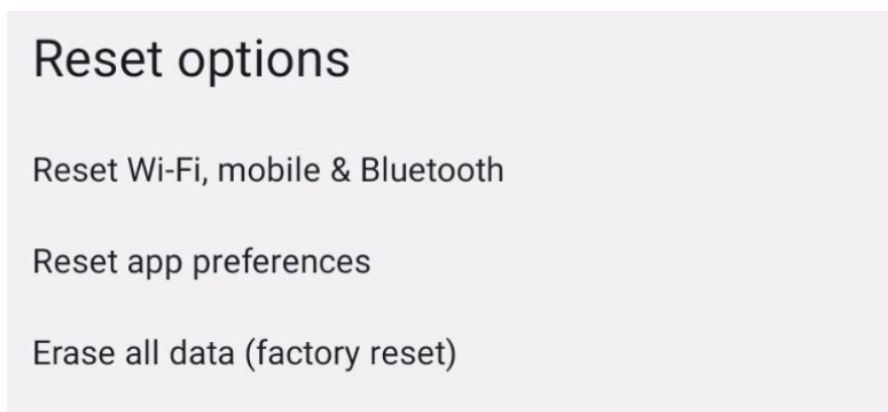 Reset options
Reset Wi-Fi, mobile & Bluetooth
Reset app preferences
Erase all data (factory reset)